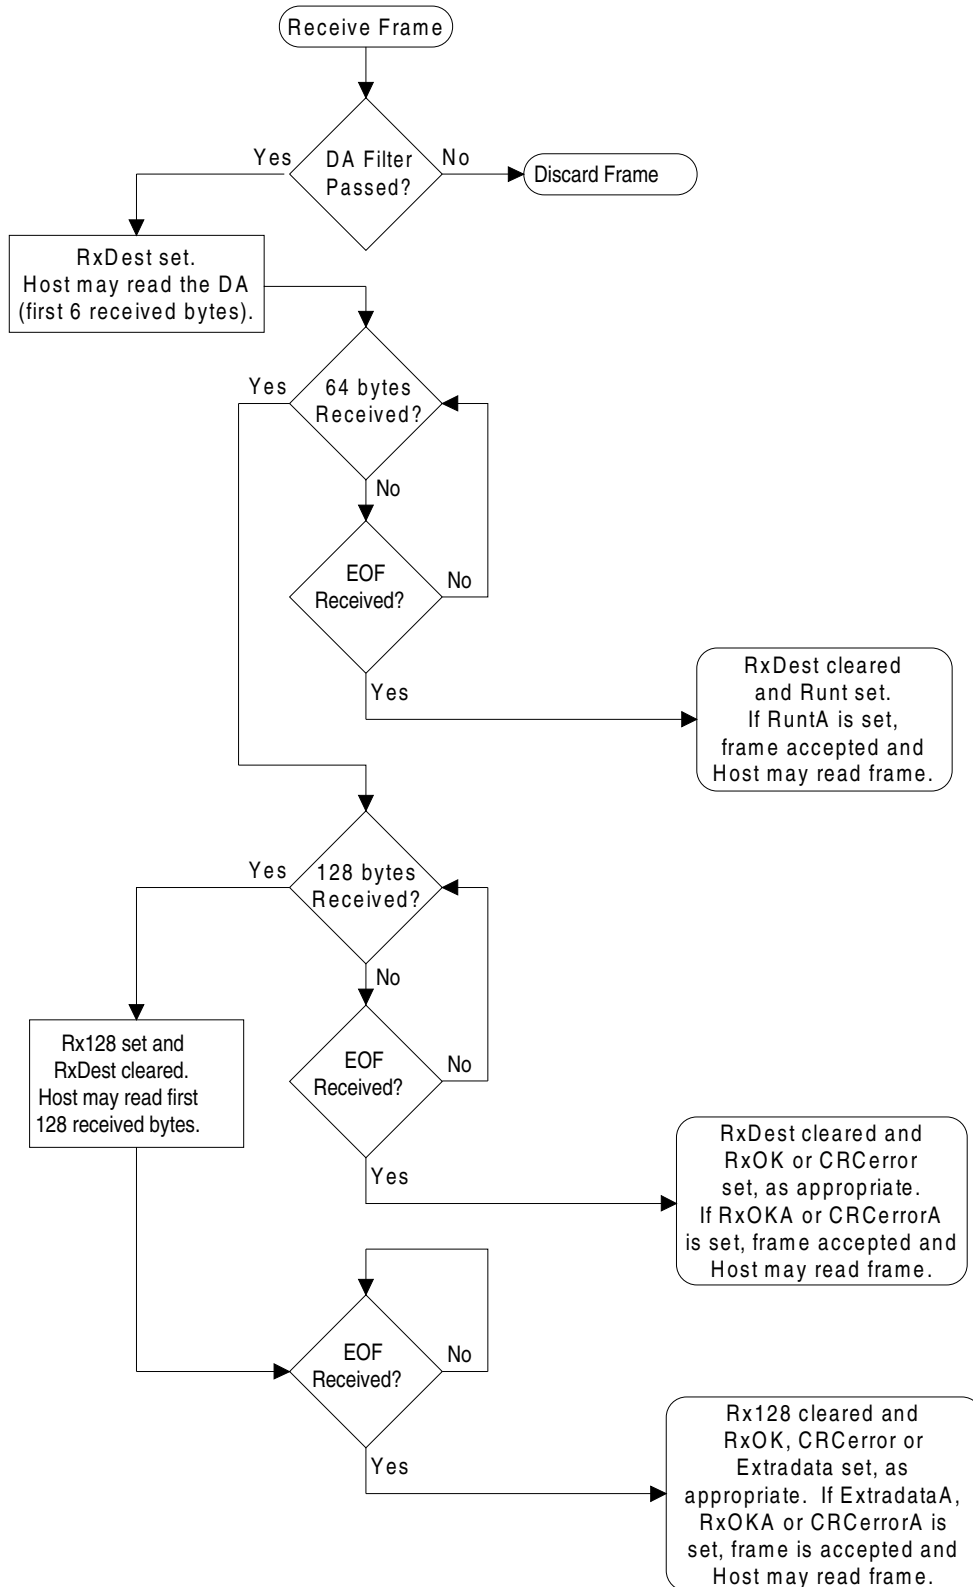 Receive Frame
Yes
DA Filter
Passed?
No
Discard Frame
RxDest set.
Host may read the DA
(first 6 received bytes).
Yes
64 bytes
Received?
No
EOF
Received?
No
Yes
RxDest cleared
and Runt set.
If RuntA is set,
frame accepted and
Host may read frame.
Yes
128 bytes
Received?
No
Rx128 set and
RxDest cleared.
Host may read first
128 received bytes.
EOF
Received?
No
Yes
RxDest cleared and
RxOK or CRCerror
set, as appropriate.
If RxOKA or CRCerrorA
is set, frame accepted and
Host may read frame.
EOF
Received?
No
Yes
Rx128 cleared and
RxOK, CRCerror or
Extradata set, as
appropriate. If ExtradataA,
RxOKA or CRCerrorA is
set, frame is accepted and
Host may read frame.